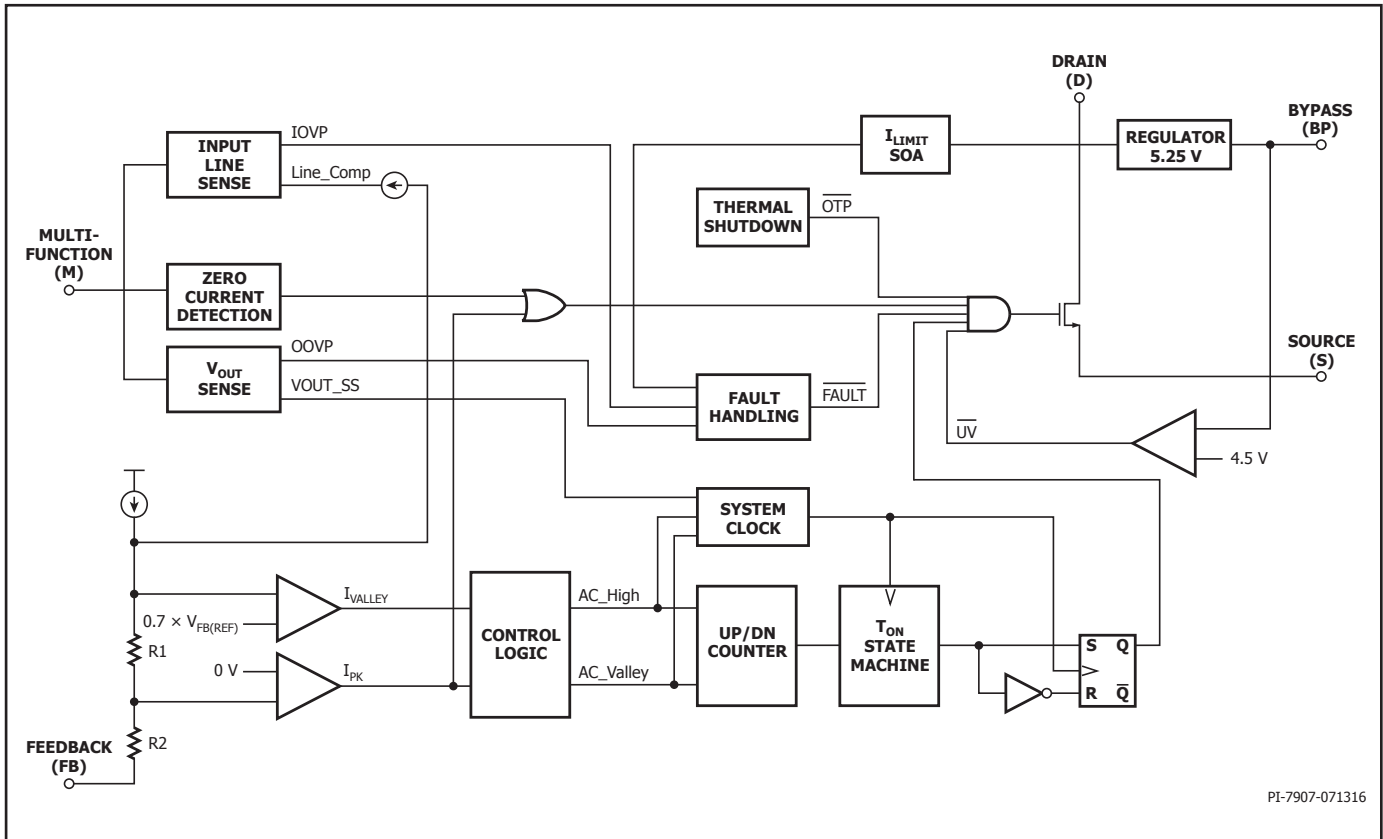 DRAIN
(D)
BYPASS
(BP)
INPUT
LINE
SENSE
IOVP
Line_Comp
I_LIMIT
SOA
REGULATOR
5.25 V
THERMAL
SHUTDOWN
OTP
MULTI-
FUNCTION
(M)
ZERO
CURRENT
DETECTION
SOURCE
(S)
V_OUT
SENSE
OOVP
VOUT_SS
FAULT
HANDLING
FAULT
UV
4.5 V
SYSTEM
CLOCK
I_VALLEY
0.7 × V_FB(REF)
R1
0 V
I_PK
CONTROL
LOGIC
AC_High
AC_Valley
UP/DN
COUNTER
T_ON
STATE
MACHINE
S Q
R Q̅
R2
FEEDBACK
(FB)
PI-7907-071316